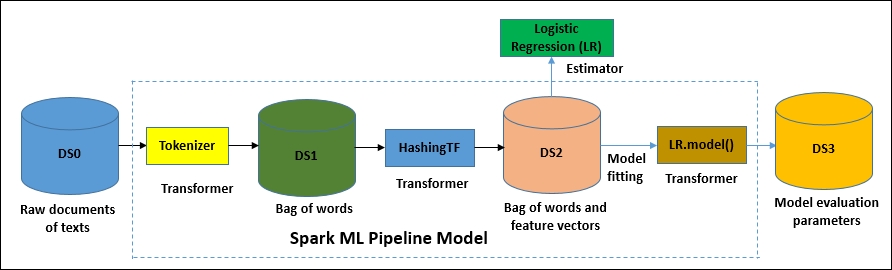 Logistic
Regression (LR)
Estimator
DS0
Tokenizer
DS1
HashingTF
DS2
Model
fitting
LR.model()
DS3
Transformer
Transformer
Transformer
Raw documents
of texts
Bag of words
Bag of words and
feature vectors
Model evaluation
parameters
Spark ML Pipeline Model